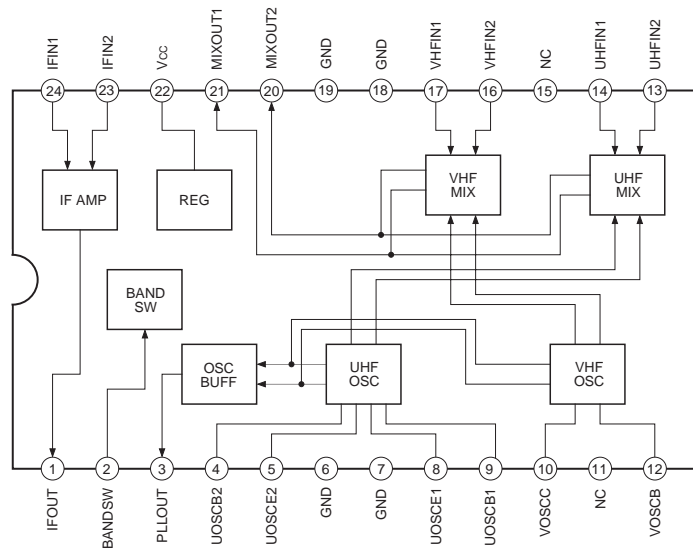 IFIN1
IFIN2
Vcc
MIXOUT1
MIXOUT2
GND
GND
VHFIN1
VHFIN2
NC
UHFIN1
UHFIN2
24 23 22 21 20 19 18 17 16 15 14 13
IF AMP
REG
VHF
MIX
UHF
MIX
BAND
SW
OSC
BUFF
UHF
OSC
VHF
OSC
1 2 3 4 5 6 7 8 9 10 11 12
IFOUT
BANDSW
PLLOUT
UOSCB2
UOSCE2
GND
GND
UOSCE1
UOSCB1
VOSCC
NC
VOSCB